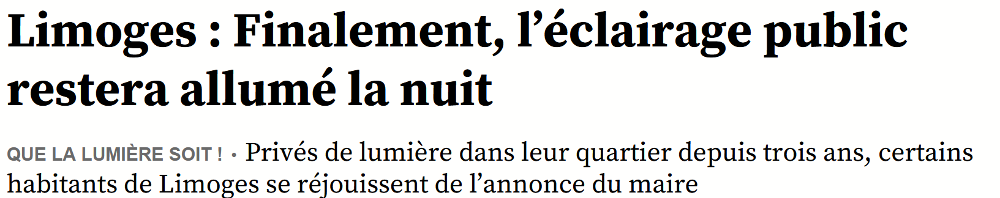 Limoges : Finalement, l’éclairage public
restera allumé la nuit
QUE LA LUMIÈRE SOIT ! • Privés de lumière dans leur quartier depuis trois ans, certains
habitants de Limoges se réjouissent de l’annonce du maire